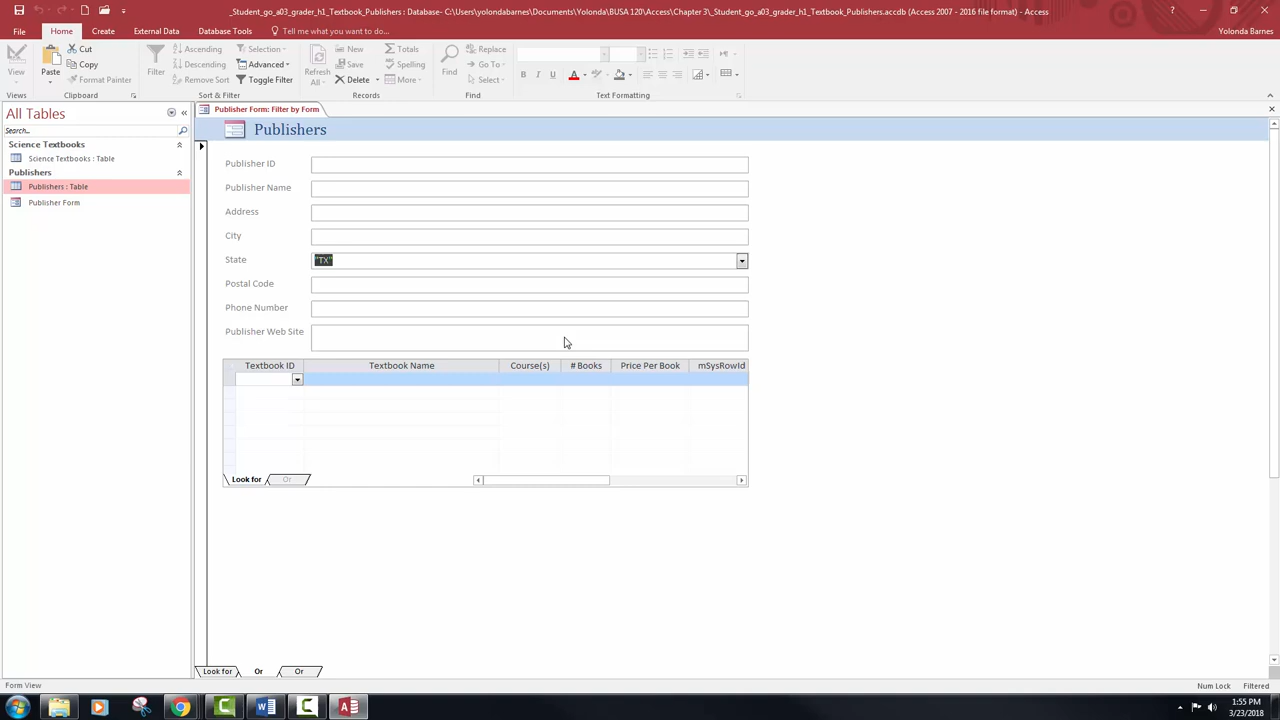 _Student_go_a03_grader_h1_Textbook_Publishers : Database- C:\Users\yolondabarnes\Documents\Yolonda\BUSA 120\Access\Chapter 3\_Student_go_a03_grader_h1_Textbook_Publishers.accdb (Access 2007 - 2016 file format) - Access
File Home Create External Data Database Tools Tell me what you want to do... Yolonda Barnes
Cut Ascending Selection New Totals Replace
View Paste Copy Filter Descending Advanced Refresh All Save Spelling Find Go To
Format Painter Remove Sort Toggle Filter Delete More Select
B I U A
Views Clipboard Sort & Filter Records Find Text Formatting
All Tables
Publisher Form: Filter by Form
Search...
Publishers
Science Textbooks
Science Textbooks : Table
Publishers
Publishers : Table
Publisher Form
Publisher ID
Publisher Name
Address
City
State "TX"
Postal Code
Phone Number
Publisher Web Site
Textbook ID Textbook Name Course(s) # Books Price Per Book mSysRowId
Look for Or
Look for Or Or
Form View Num Lock Filtered
1:55 PM
3/23/2018